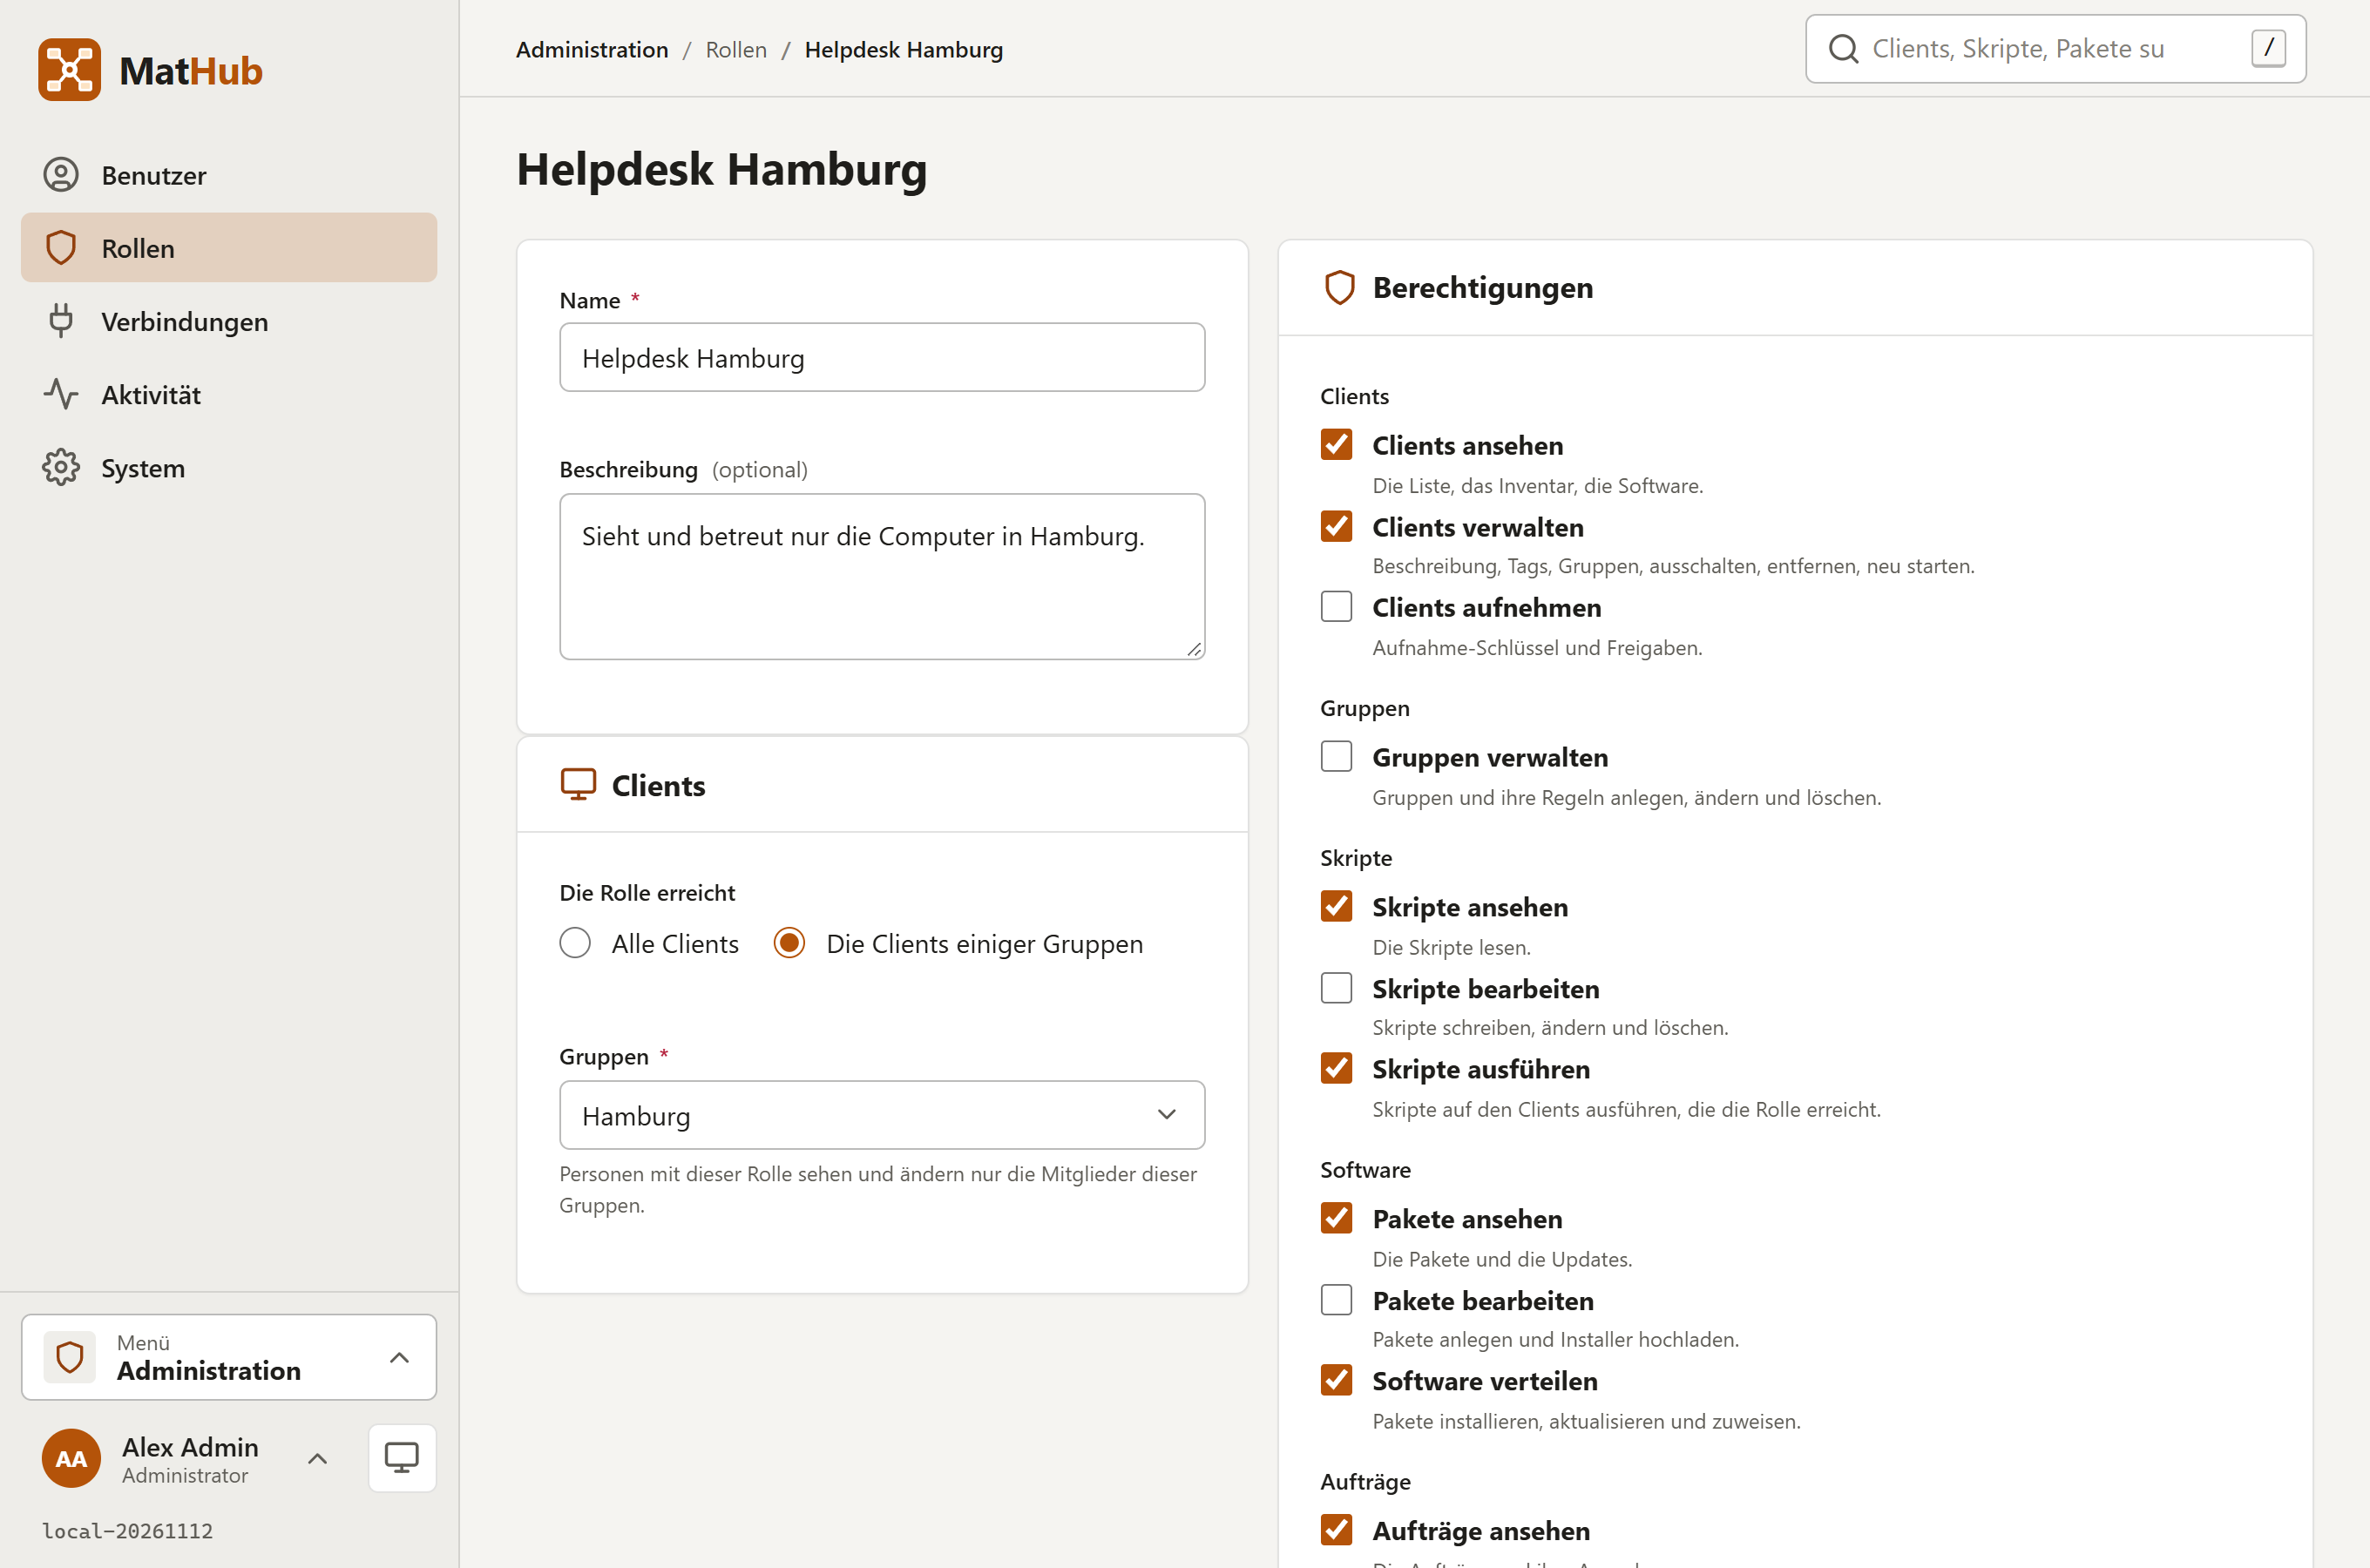 MatHub
Benutzer
Rollen
Verbindungen
Aktivität
System
Menü
Administration
AA
Alex Admin
Administrator
local-20261112
Administration / Rollen / Helpdesk Hamburg
Clients, Skripte, Pakete su
/
Helpdesk Hamburg
Name *
Helpdesk Hamburg
Beschreibung (optional)
Sieht und betreut nur die Computer in Hamburg.
Clients
Die Rolle erreicht
Alle Clients
Die Clients einiger Gruppen
Gruppen *
Hamburg
Personen mit dieser Rolle sehen und ändern nur die Mitglieder dieser
Gruppen.
Berechtigungen
Clients
Clients ansehen
Die Liste, das Inventar, die Software.
Clients verwalten
Beschreibung, Tags, Gruppen, ausschalten, entfernen, neu starten.
Clients aufnehmen
Aufnahme-Schlüssel und Freigaben.
Gruppen
Gruppen verwalten
Gruppen und ihre Regeln anlegen, ändern und löschen.
Skripte
Skripte ansehen
Die Skripte lesen.
Skripte bearbeiten
Skripte schreiben, ändern und löschen.
Skripte ausführen
Skripte auf den Clients ausführen, die die Rolle erreicht.
Software
Pakete ansehen
Die Pakete und die Updates.
Pakete bearbeiten
Pakete anlegen und Installer hochladen.
Software verteilen
Pakete installieren, aktualisieren und zuweisen.
Aufträge
Aufträge ansehen